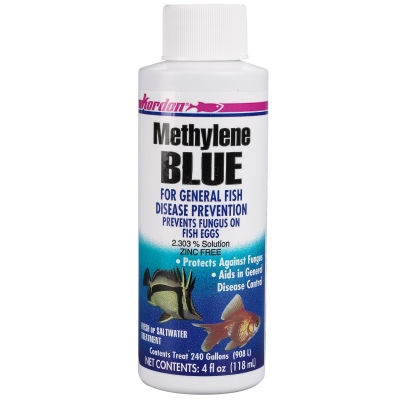 Kordon®
Methylene
BLUE
FOR GENERAL FISH
DISEASE PREVENTION
PREVENTS FUNGUS ON
FISH EGGS
2.303 % Solution
ZINC FREE
• Protects Against Fungus
• Aids in General
Disease Control
FRESH or SALTWATER
TREATMENT
Contents Treat 240 Gallons (908 L)
NET CONTENTS: 4 fl oz (118 mL)